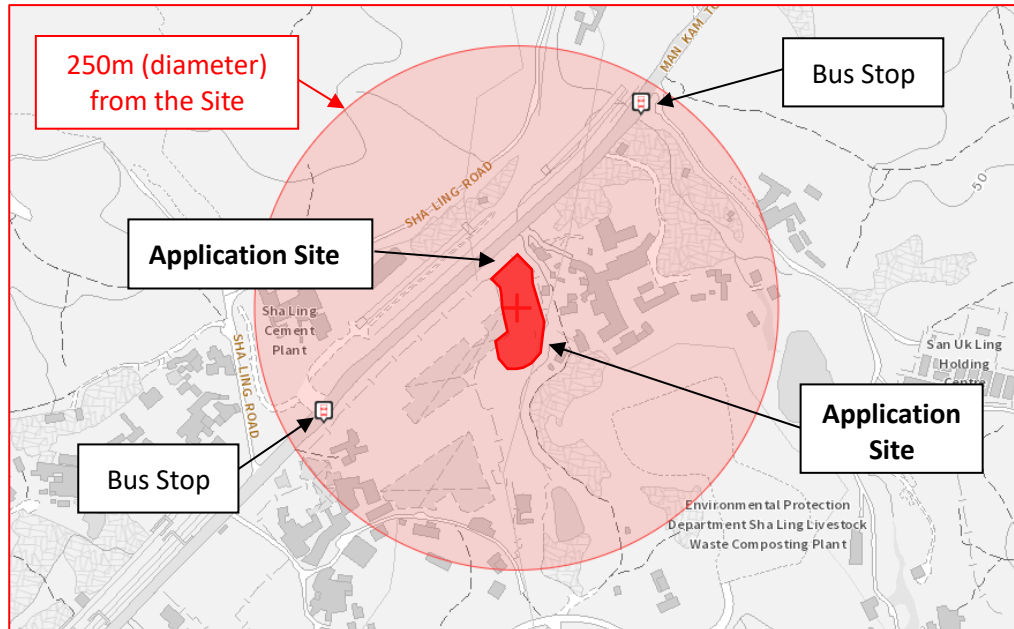 250m (diameter)
from the Site
MAN KAM TO
Bus Stop
50
SHA-LING-ROAD
Application Site
Sha Ling
Cement
Plant
SHA LING ROAD
San Uk Ling
Holding
Centre
Application
Site
Bus Stop
Environmental Protection
Department Sha Ling Livestock
Waste Composting Plant